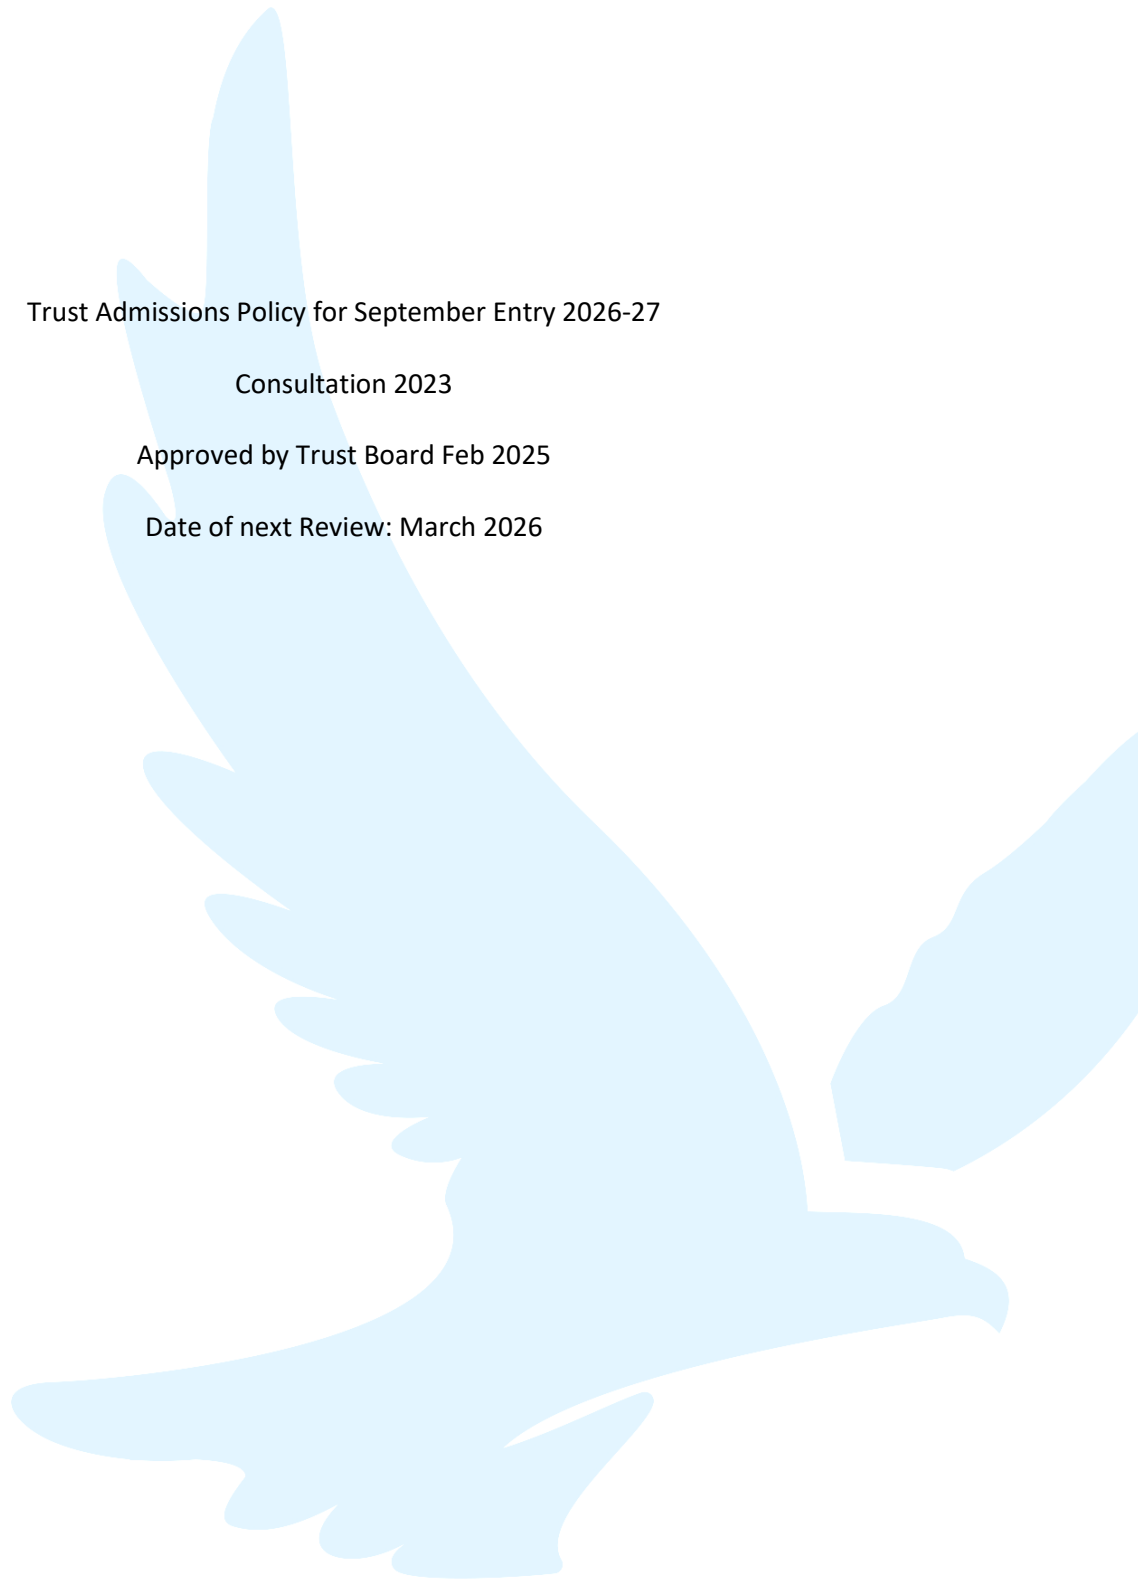 Trust Admissions Policy for September Entry 2026-27
Consultation 2023
Approved by Trust Board Feb 2025
Date of next Review: March 2026